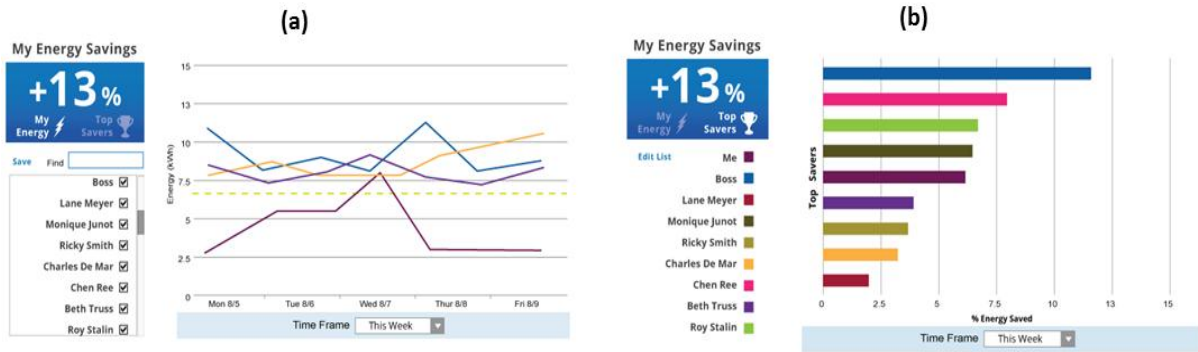 (a)
My Energy Savings
+13%
My Energy
Top Savers
Save Find
Boss
Lane Meyer
Monique Junot
Ricky Smith
Charles De Mar
Chen Ree
Beth Truss
Roy Stalin
Energy (kWh)
15
13
10
7.5
5
2.5
0
Mon 8/5 Tue 8/6 Wed 8/7 Thur 8/8 Fri 8/9
Time Frame This Week
(b)
My Energy Savings
+13%
My Energy
Top Savers
Edit List
Me
Boss
Lane Meyer
Monique Junot
Ricky Smith
Charles De Mar
Chen Ree
Beth Truss
Roy Stalin
Top Savers
0 2.5 5 7.5 10 13 15
% Energy Saved
Time Frame This Week